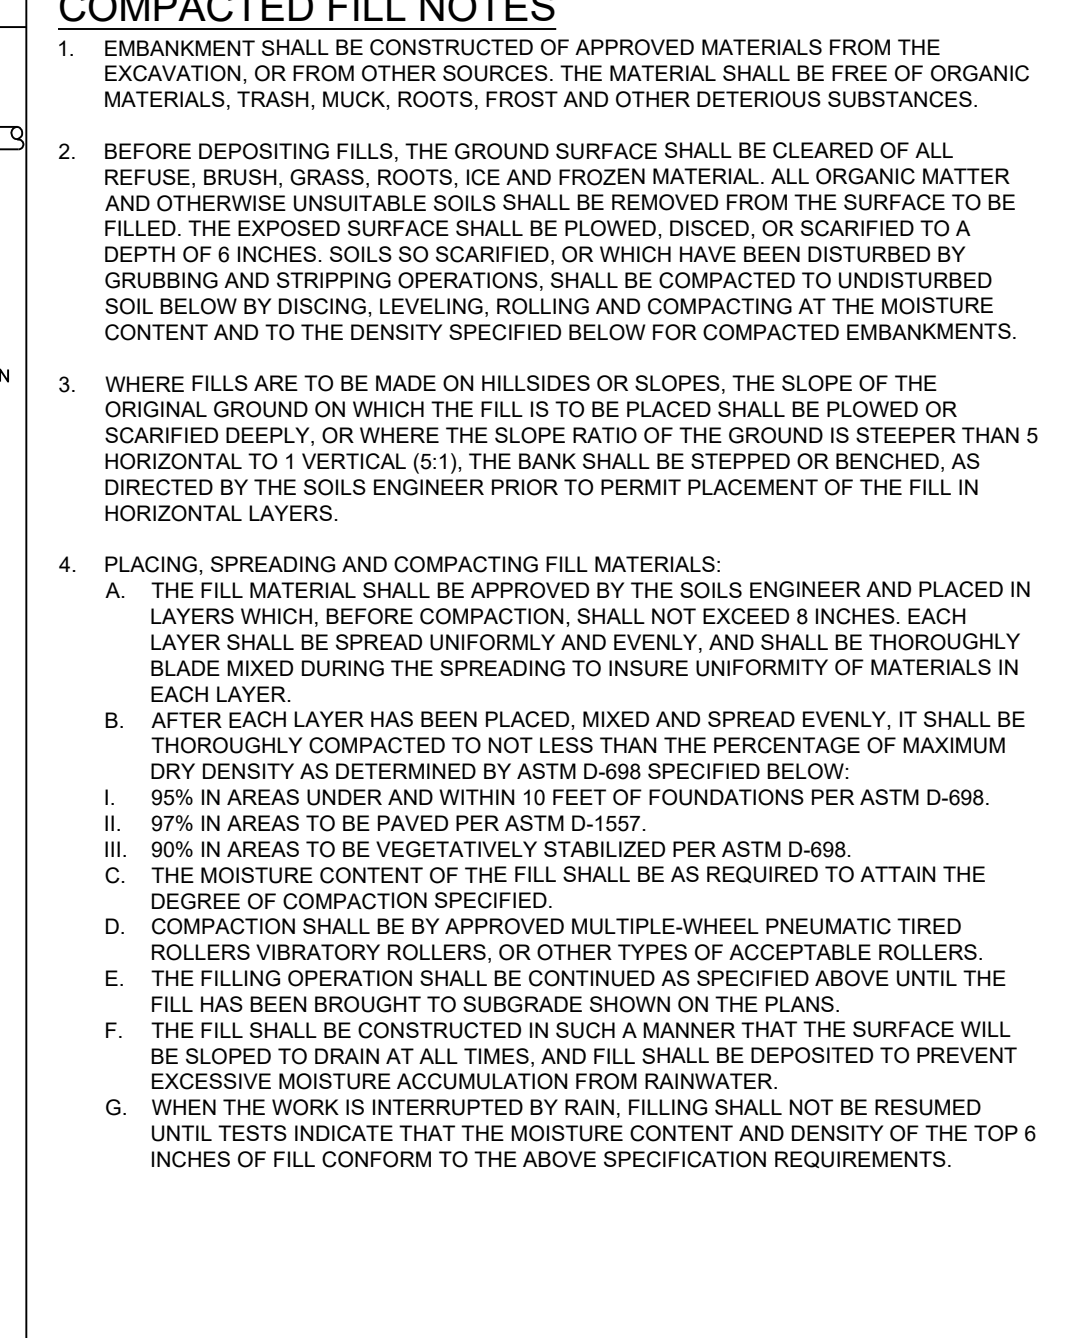 COMPACTED FILL NOTES
1. EMBANKMENT SHALL BE CONSTRUCTED OF APPROVED MATERIALS FROM THE
EXCAVATION, OR FROM OTHER SOURCES. THE MATERIAL SHALL BE FREE OF ORGANIC
MATERIALS, TRASH, MUCK, ROOTS, FROST AND OTHER DETERIOUS SUBSTANCES.
2. BEFORE DEPOSITING FILLS, THE GROUND SURFACE SHALL BE CLEARED OF ALL
REFUSE, BRUSH, GRASS, ROOTS, ICE AND FROZEN MATERIAL. ALL ORGANIC MATTER
AND OTHERWISE UNSUITABLE SOILS SHALL BE REMOVED FROM THE SURFACE TO BE
FILLED. THE EXPOSED SURFACE SHALL BE PLOWED, DISCED, OR SCARIFIED TO A
DEPTH OF 6 INCHES. SOILS SO SCARIFIED, OR WHICH HAVE BEEN DISTURBED BY
GRUBBING AND STRIPPING OPERATIONS, SHALL BE COMPACTED TO UNDISTURBED
SOIL BELOW BY DISCING, LEVELING, ROLLING AND COMPACTING AT THE MOISTURE
CONTENT AND TO THE DENSITY SPECIFIED BELOW FOR COMPACTED EMBANKMENTS.
N
3. WHERE FILLS ARE TO BE MADE ON HILLSIDES OR SLOPES, THE SLOPE OF THE
ORIGINAL GROUND ON WHICH THE FILL IS TO BE PLACED SHALL BE PLOWED OR
SCARIFIED DEEPLY, OR WHERE THE SLOPE RATIO OF THE GROUND IS STEEPER THAN 5
HORIZONTAL TO 1 VERTICAL (5:1), THE BANK SHALL BE STEPPED OR BENCHED, AS
DIRECTED BY THE SOILS ENGINEER PRIOR TO PERMIT PLACEMENT OF THE FILL IN
HORIZONTAL LAYERS.
4. PLACING, SPREADING AND COMPACTING FILL MATERIALS:
A. THE FILL MATERIAL SHALL BE APPROVED BY THE SOILS ENGINEER AND PLACED IN
LAYERS WHICH, BEFORE COMPACTION, SHALL NOT EXCEED 8 INCHES. EACH
LAYER SHALL BE SPREAD UNIFORMLY AND EVENLY, AND SHALL BE THOROUGHLY
BLADE MIXED DURING THE SPREADING TO INSURE UNIFORMITY OF MATERIALS IN
EACH LAYER.
B. AFTER EACH LAYER HAS BEEN PLACED, MIXED AND SPREAD EVENLY, IT SHALL BE
THOROUGHLY COMPACTED TO NOT LESS THAN THE PERCENTAGE OF MAXIMUM
DRY DENSITY AS DETERMINED BY ASTM D-698 SPECIFIED BELOW:
I. 95% IN AREAS UNDER AND WITHIN 10 FEET OF FOUNDATIONS PER ASTM D-698.
II. 97% IN AREAS TO BE PAVED PER ASTM D-1557.
III. 90% IN AREAS TO BE VEGETATIVELY STABILIZED PER ASTM D-698.
C. THE MOISTURE CONTENT OF THE FILL SHALL BE AS REQUIRED TO ATTAIN THE
DEGREE OF COMPACTION SPECIFIED.
D. COMPACTION SHALL BE BY APPROVED MULTIPLE-WHEEL PNEUMATIC TIRED
ROLLERS VIBRATORY ROLLERS, OR OTHER TYPES OF ACCEPTABLE ROLLERS.
E. THE FILLING OPERATION SHALL BE CONTINUED AS SPECIFIED ABOVE UNTIL THE
FILL HAS BEEN BROUGHT TO SUBGRADE SHOWN ON THE PLANS.
F. THE FILL SHALL BE CONSTRUCTED IN SUCH A MANNER THAT THE SURFACE WILL
BE SLOPED TO DRAIN AT ALL TIMES, AND FILL SHALL BE DEPOSITED TO PREVENT
EXCESSIVE MOISTURE ACCUMULATION FROM RAINWATER.
G. WHEN THE WORK IS INTERRUPTED BY RAIN, FILLING SHALL NOT BE RESUMED
UNTIL TESTS INDICATE THAT THE MOISTURE CONTENT AND DENSITY OF THE TOP 6
INCHES OF FILL CONFORM TO THE ABOVE SPECIFICATION REQUIREMENTS.